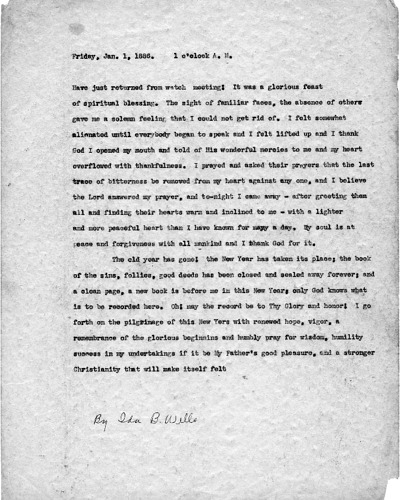 Friday, Jan. 1, 1886. 1 o'clock A. M.
Have just returned from watch meeting: It was a glorious feast
of spiritual blessing. The sight of familiar faces, the absence of others
gave me a solemn feeling that I could not get rid of. I felt somewhat
alienated until everybody began to speak and I felt lifted up and I thank
God I opened my mouth and told of His wonderful mercies to me and my heart
overflowed with thankfulness. I prayed and asked their prayers that the last
trace of bitterness be removed from my heart against any one, and I believe
the Lord answered my prayer, and to-night I came away - after greeting them
all and finding their hearts warm and inclined to me - with a lighter
and more peaceful heart than I have known for many a day. My soul is at
peace and forgiveness with all mankind and I thank God for it.
The old year has gone; the New Year has taken its place; the book
of the sins, follies, good deeds has been closed and sealed away forever; and
a clean page, a new book is before me in this New Year; only God knows what
is to be recorded here. Oh; may the record be to Thy Glory and honor; I go
forth on the pilgrimage of this New Yers with renewed hope, vigor, a
remembrance of the glorious beginnins and humbly pray for wisdom, humility
success in my undertakings if it be My Father's good pleasure, and a stronger
Christianity that will make itself felt
By Ida B. Wells